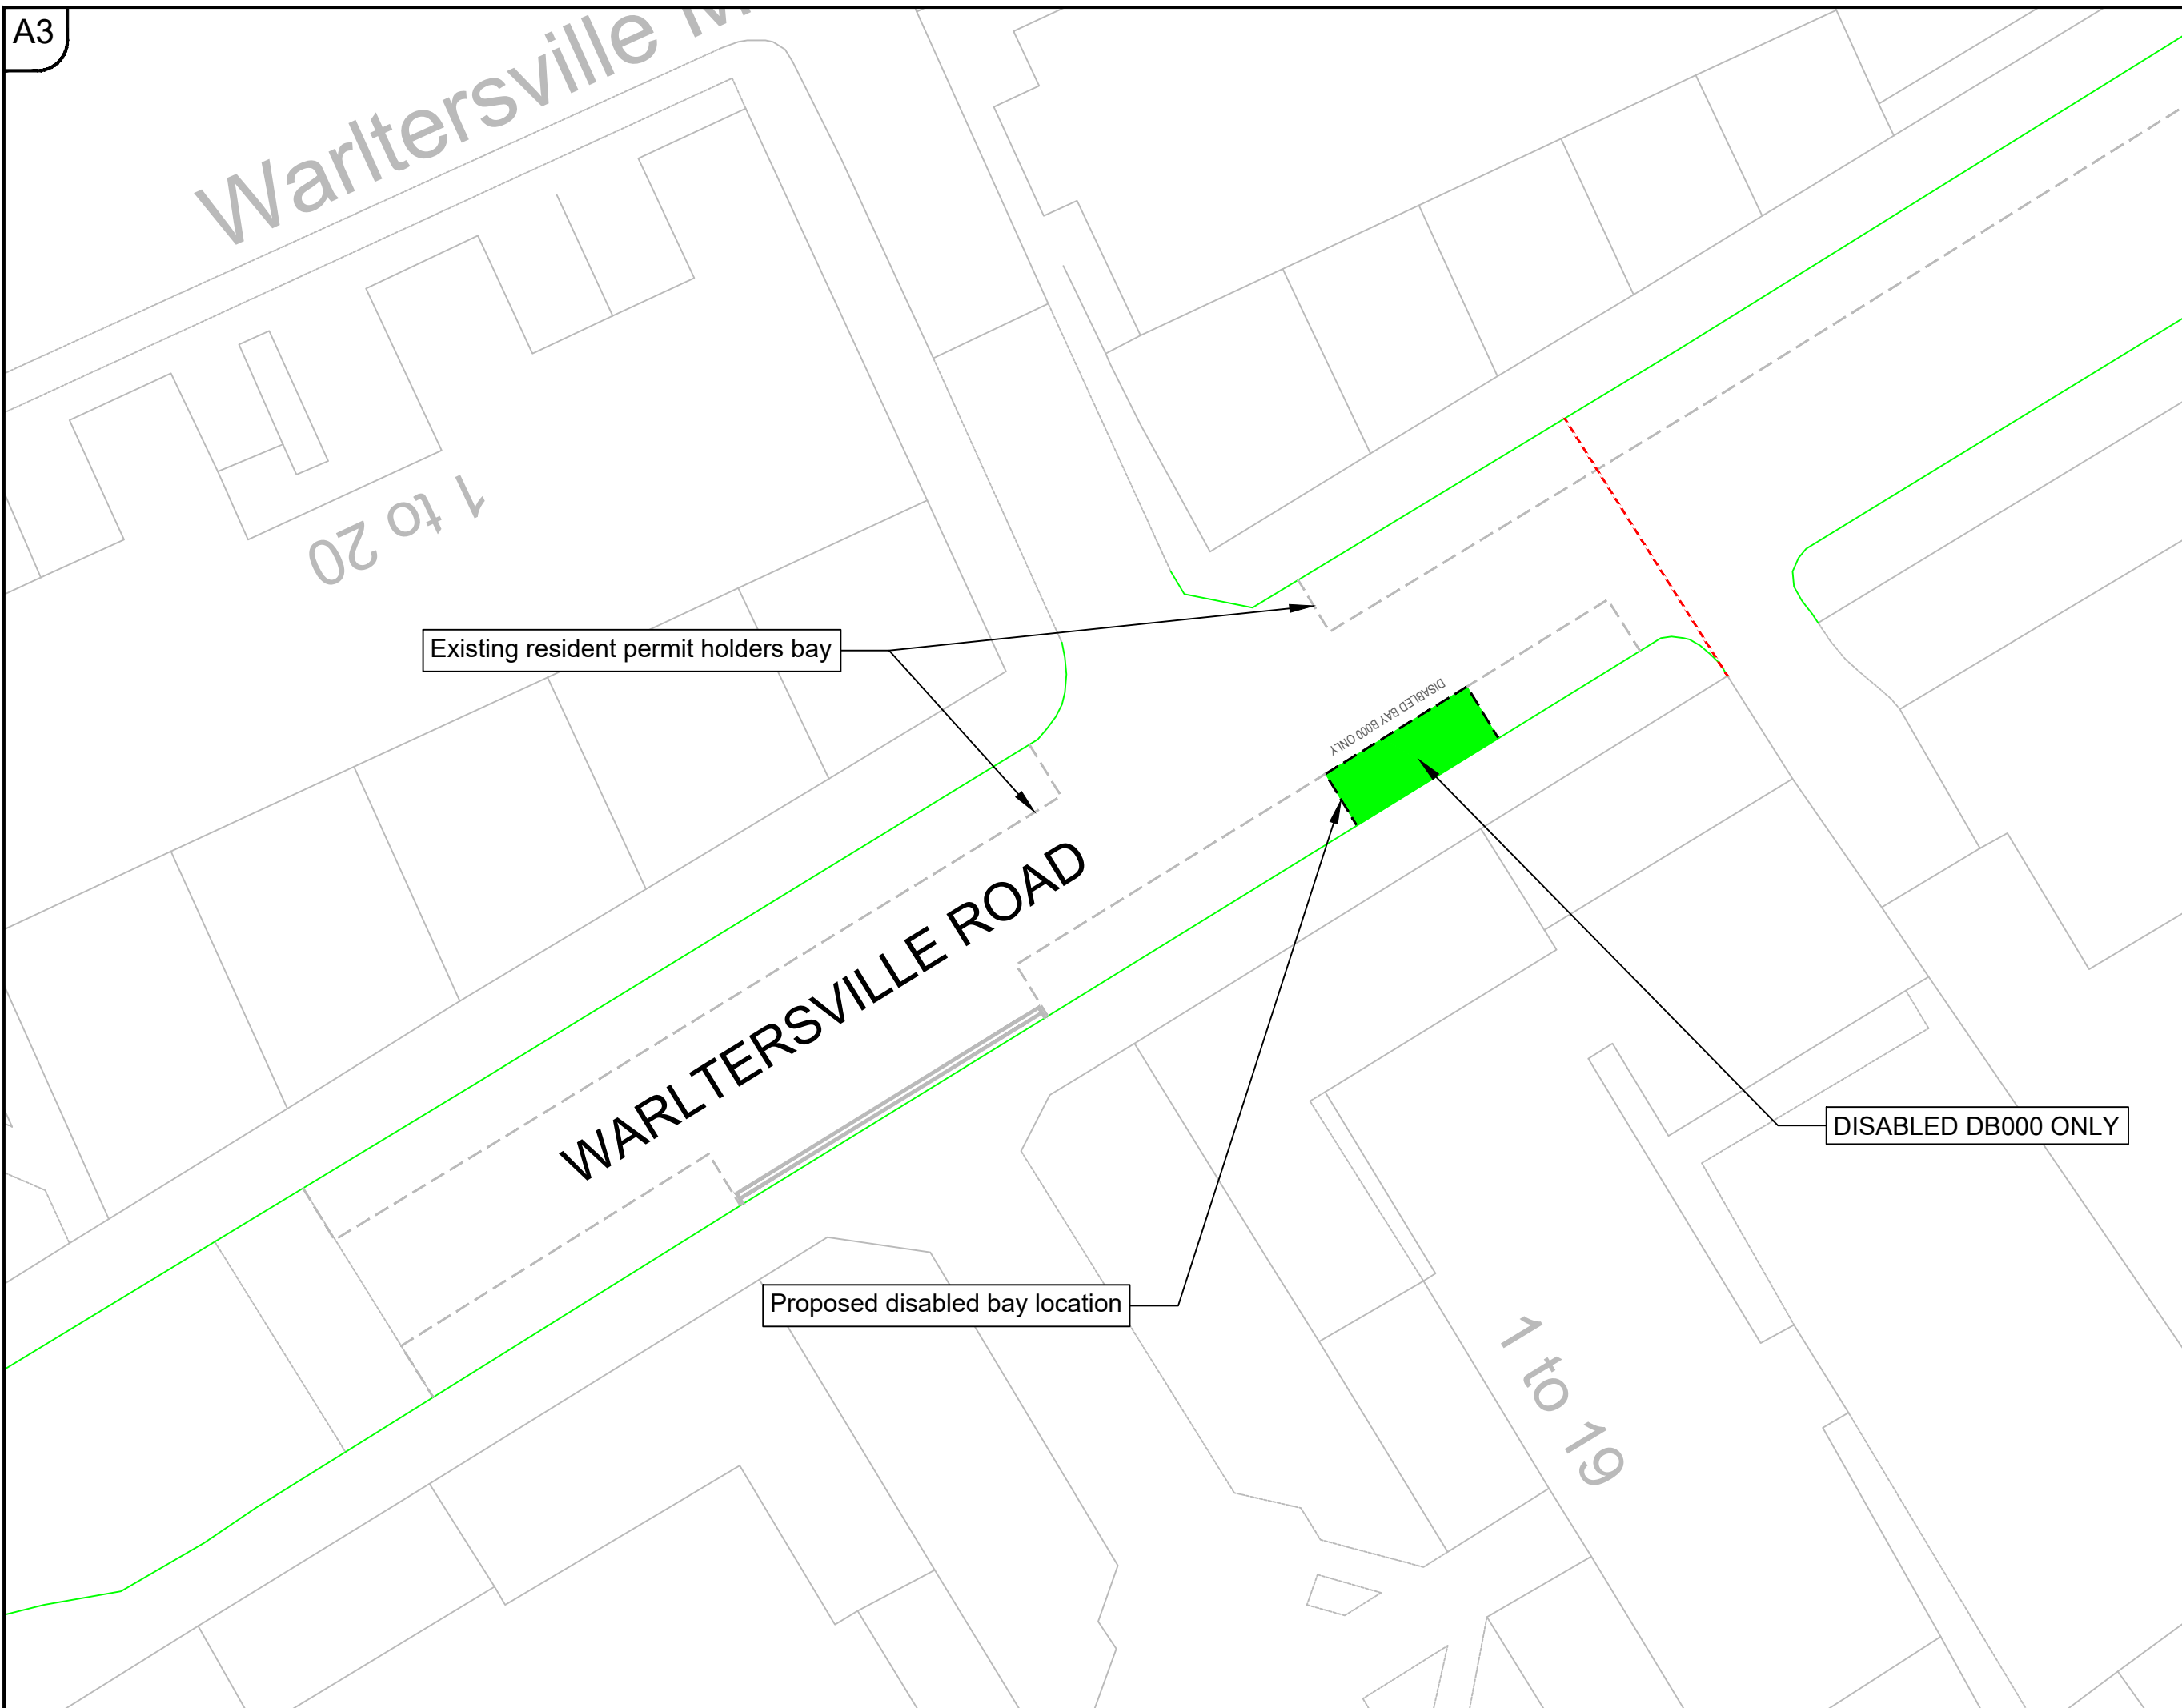 A3
Warltersville M
1 to 20
Existing resident permit holders bay
DISABLED BAY B000 ONLY
WARLTERSVILLE ROAD
DISABLED DB000 ONLY
Proposed disabled bay location
1 to 19